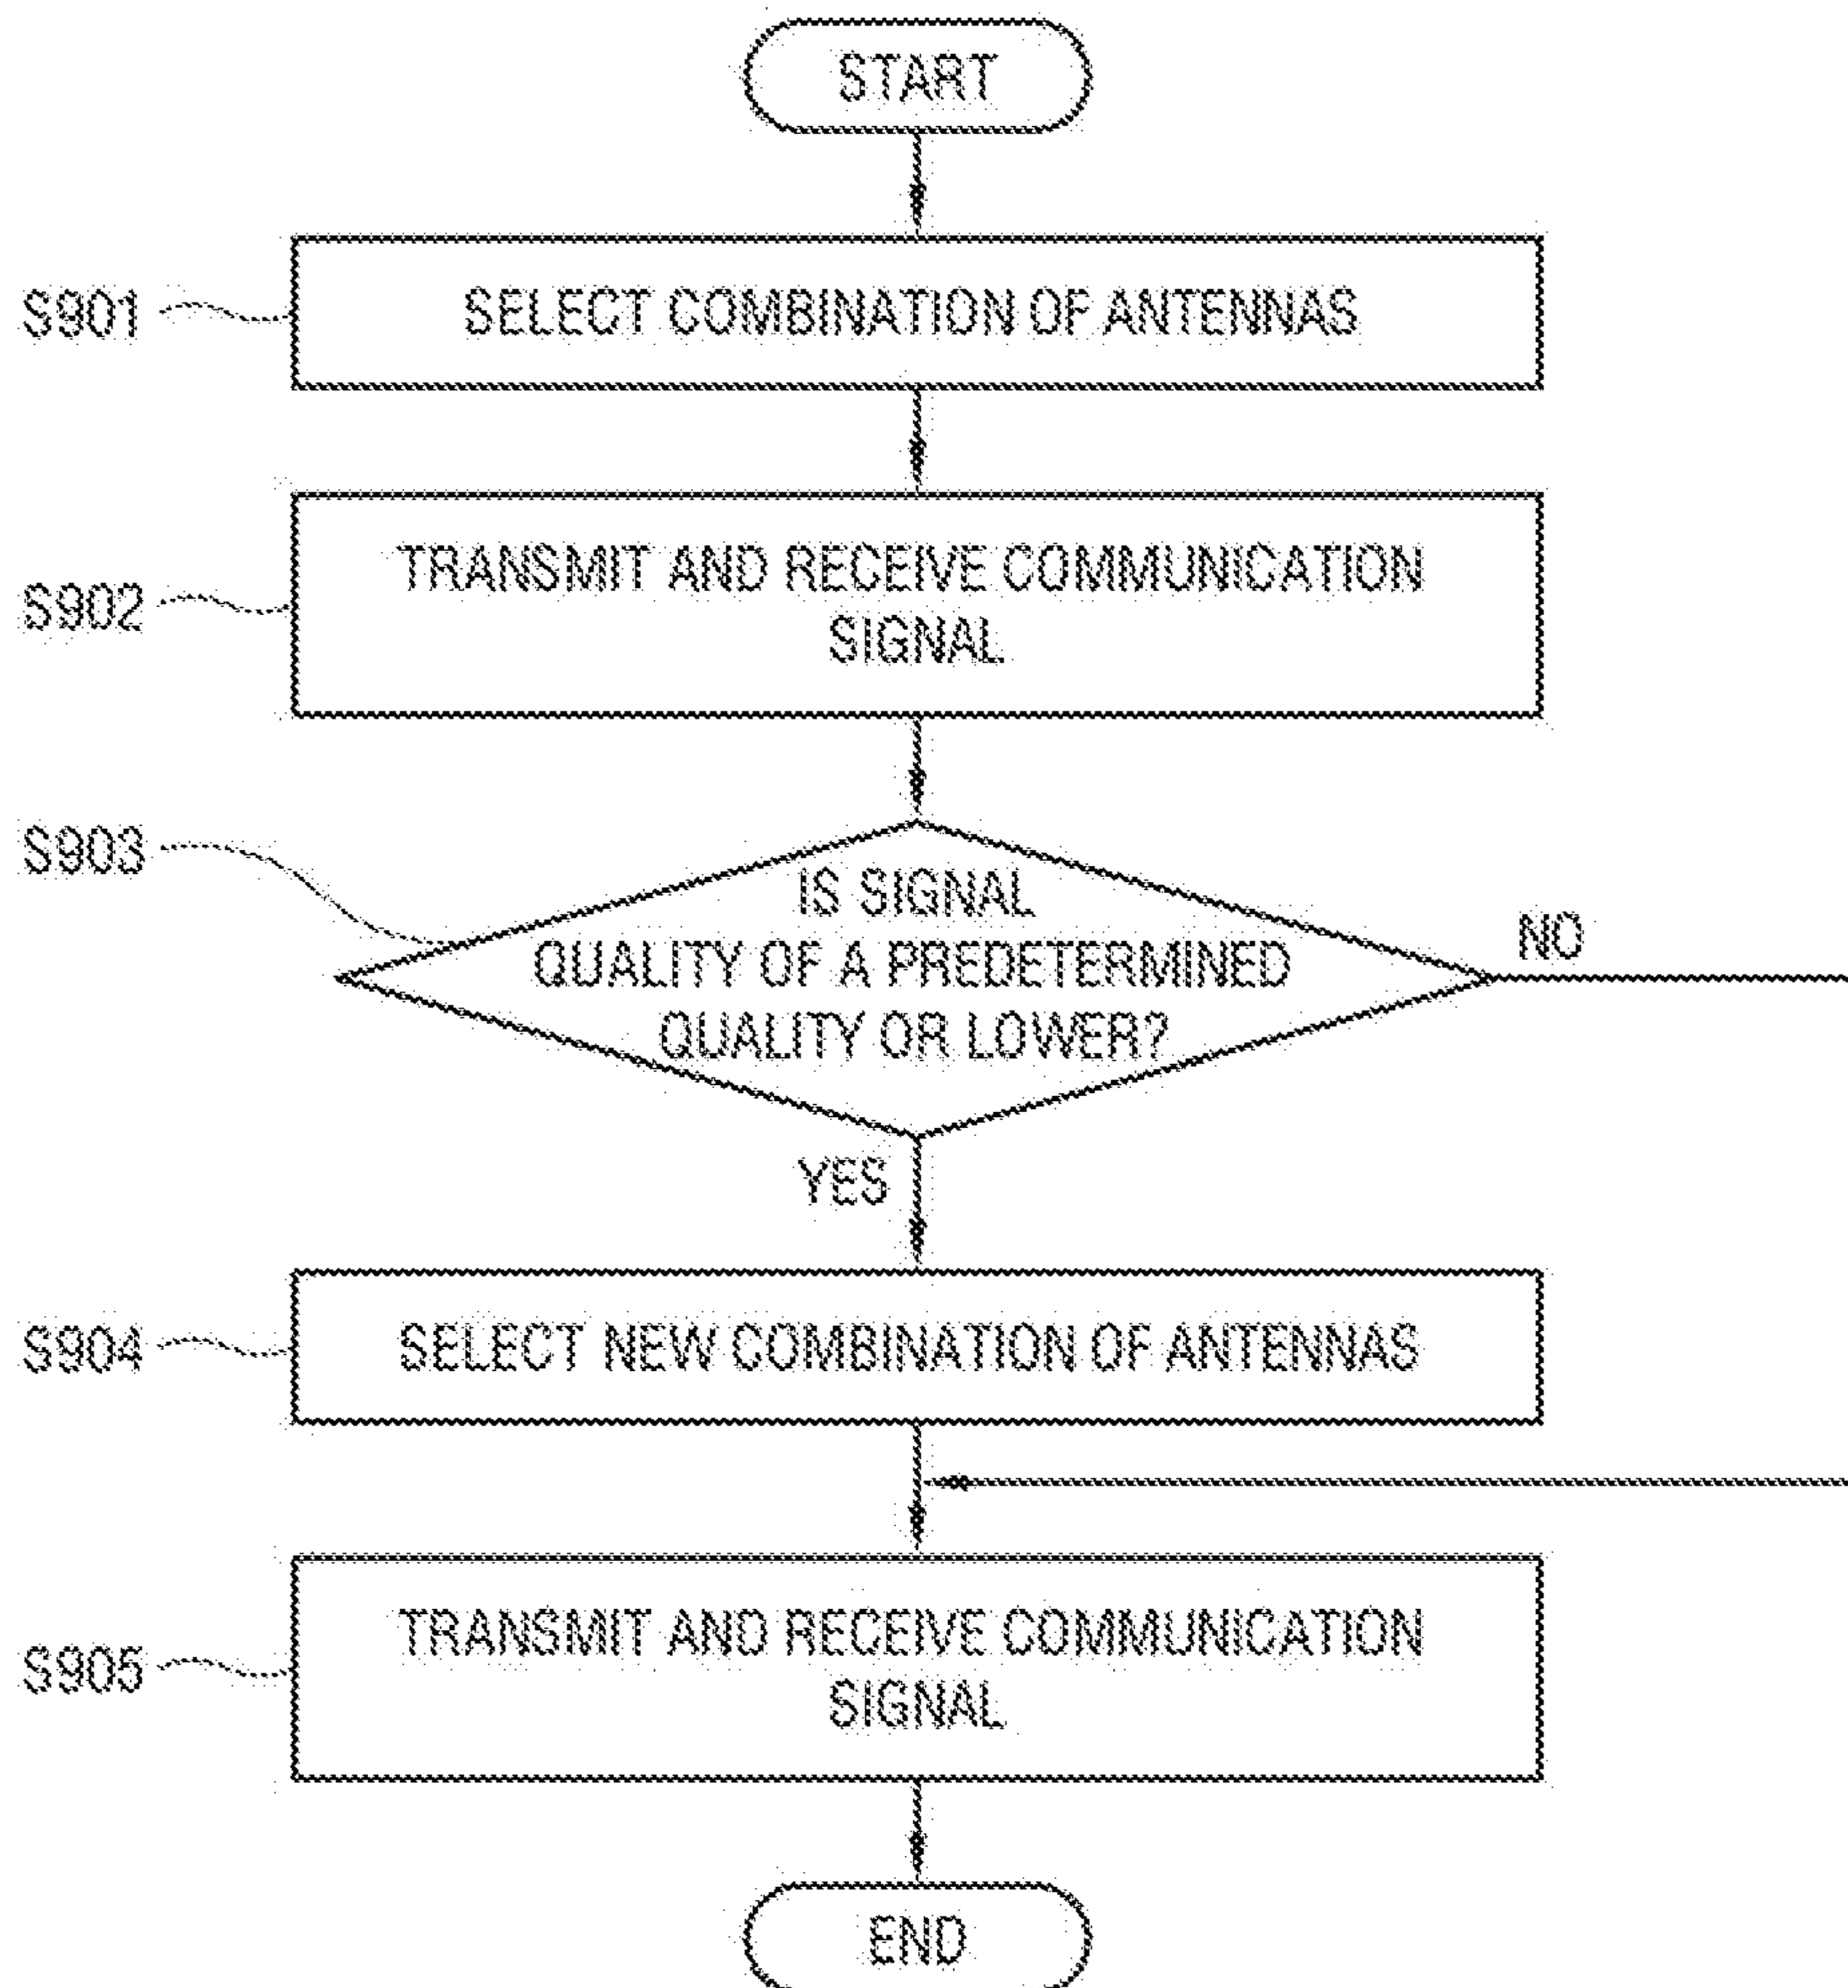 START
S901
SELECT COMBINATION OF ANTENNAS
S902
TRANSMIT AND RECEIVE COMMUNICATION
SIGNAL
S903
IS SIGNAL
QUALITY OF A PREDETERMINED
QUALITY OR LOWER?
NO
YES
S904
SELECT NEW COMBINATION OF ANTENNAS
S905
TRANSMIT AND RECEIVE COMMUNICATION
SIGNAL
END